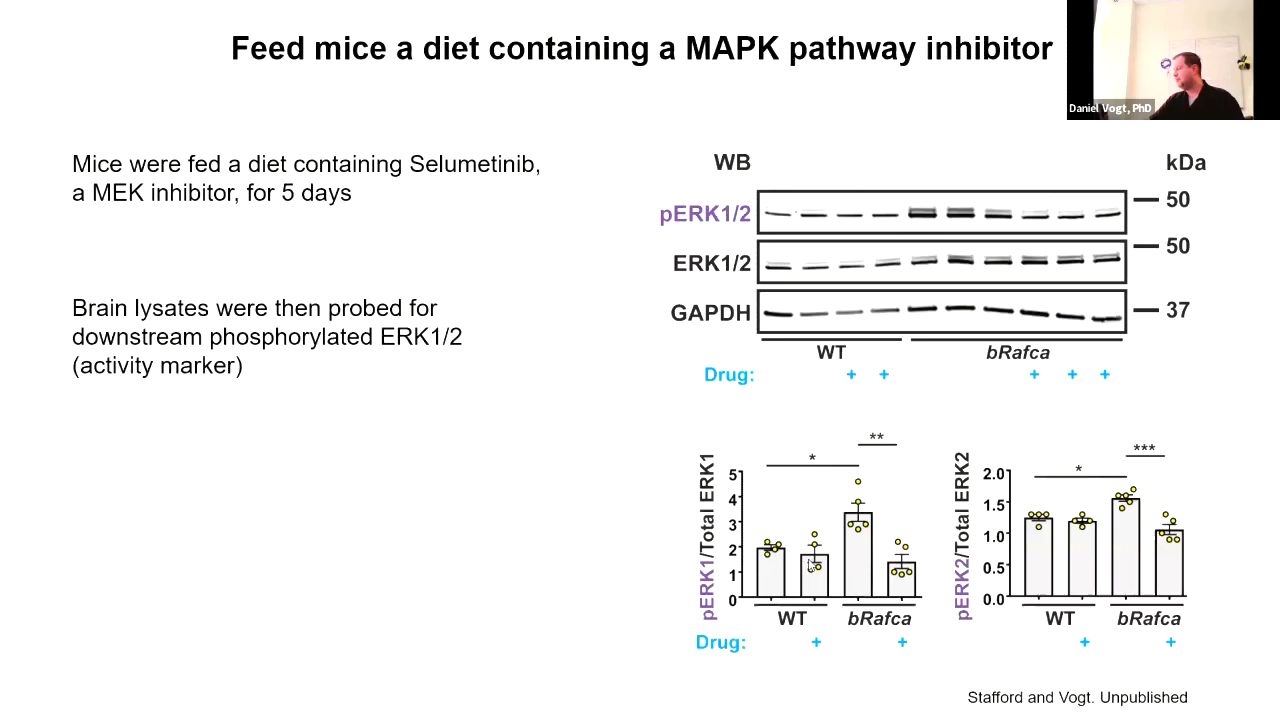 Feed mice a diet containing a MAPK pathway inhibitor
Daniel Vogt, PhD
Mice were fed a diet containing Selumetinib,
a MEK inhibitor, for 5 days
Brain lysates were then probed for
downstream phosphorylated ERK1/2
(activity marker)
WB
kDa
pERK1/2
50
ERK1/2
50
GAPDH
37
WT
bRafca
Drug:
+ + + + +
pERK1/Total ERK1
5
4
3
2
1
0
*
**
WT
bRafca
Drug:
+ +
pERK2/Total ERK2
2.0
1.5
1.0
0.5
0.0
*
***
WT
bRafca
+ +
Stafford and Vogt. Unpublished